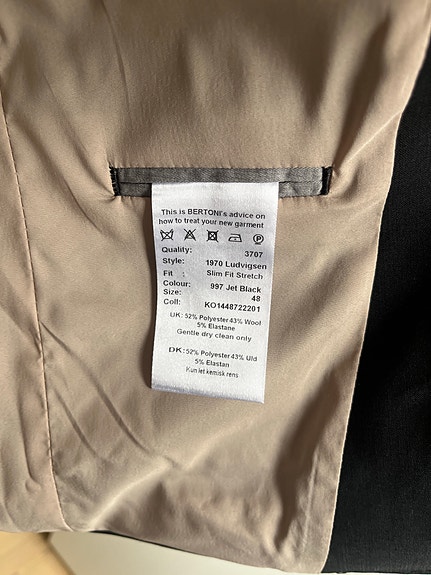 This is BERTONI's advice on
how to treat your new garment
Quality: 3707
Style: 1970 Ludvigsen
Fit : Slim Fit Stretch
Colour: 997 Jet Black
Size: 48
Coll: KO1448722201
UK: 52% Polyester 43% Wool
5% Elastane
Gentle dry clean only
DK: 52% Polyester 43% Uld
5% Elastan
Kun let kemisk rens